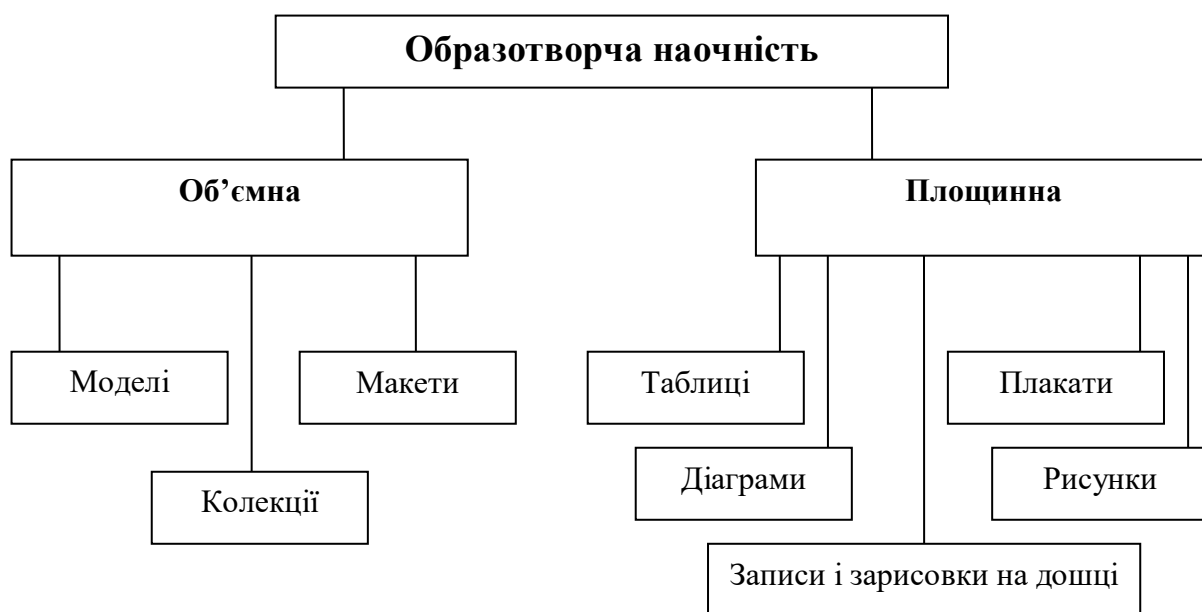 Образотворча наочність
Об’ємна
Площинна
Моделі
Макети
Таблиці
Плакати
Колекції
Діаграми
Рисунки
Записи і зарисовки на дошці